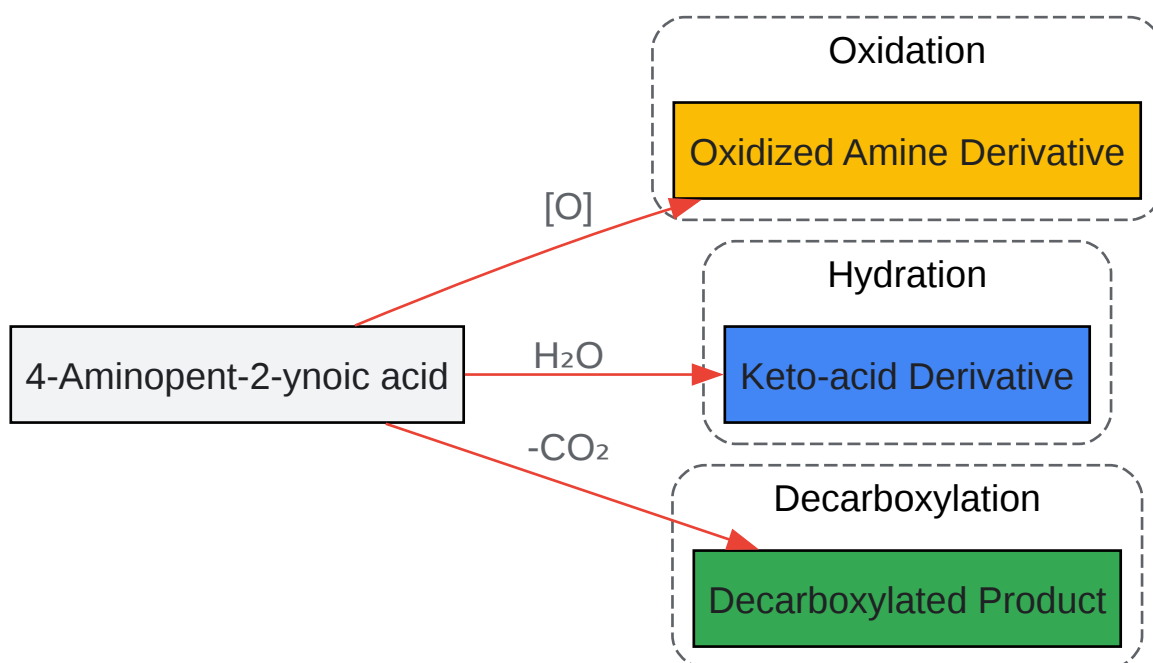 Oxidation
Oxidized Amine Derivative
[O]
Hydration
H₂O
4-Aminopent-2-ynoic acid
Keto-acid Derivative
-CO₂
Decarboxylation
Decarboxylated Product